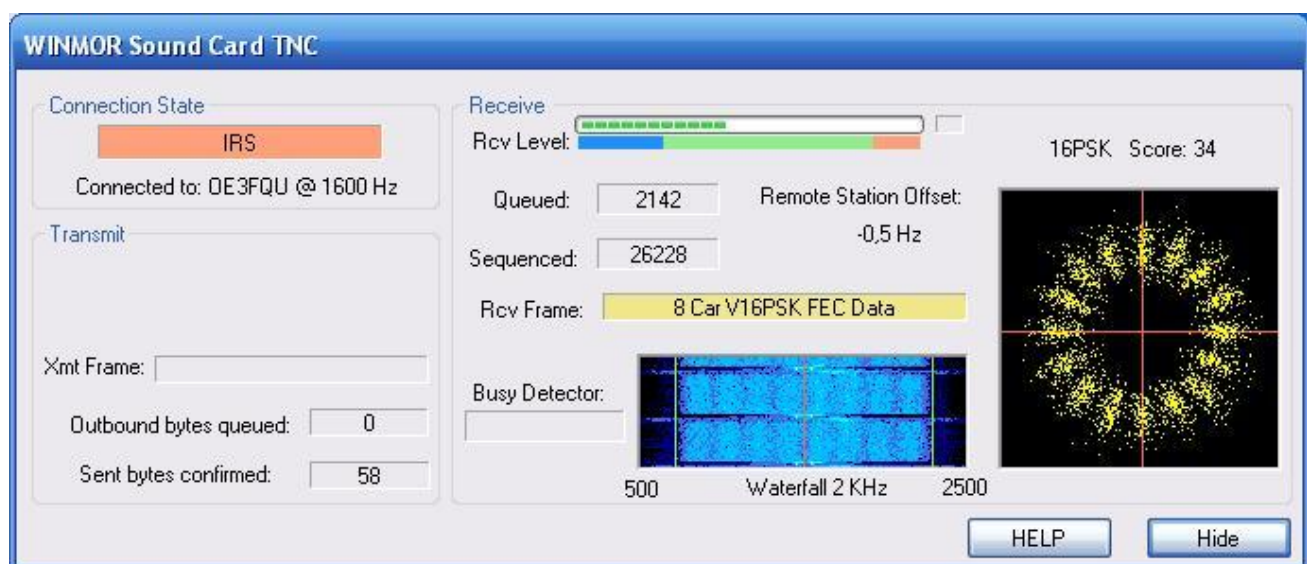 WINMOR Sound Card TNC
Connection State
IRS
Connected to: OE3FQU @ 1600 Hz
Transmit
Xmt Frame:
Outbound bytes queued: 0
Sent bytes confirmed: 58
Receive
Rcv Level:
Queued: 2142
Remote Station Offset:
-0,5 Hz
Sequenced: 26228
Rcv Frame: 8 Car V16PSK FEC Data
Busy Detector:
500 Waterfall 2 KHz 2500
16PSK Score: 34
HELP Hide